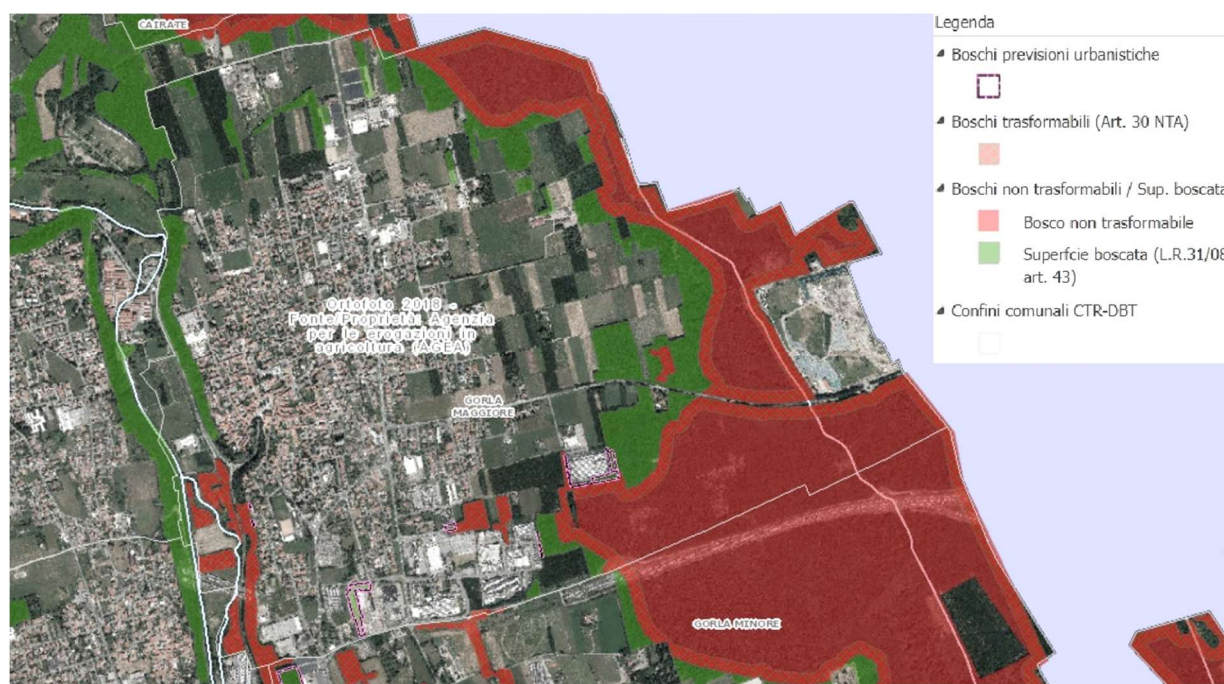 CAIRATE
Ortofoto 2018 -
Fonte/Proprietà: Agenzia
per le erogazioni in
agricoltura (AGEA)
GORLA
MAGGIORE
GORLA MINORE
Legenda
Boschi previsioni urbanistiche
Boschi trasformabili (Art. 30 NTA)
Boschi non trasformabili / Sup. boscata
Bosco non trasformabile
Superfcie boscata (L.R.31/08
art. 43)
Confini comunali CTR-DBT